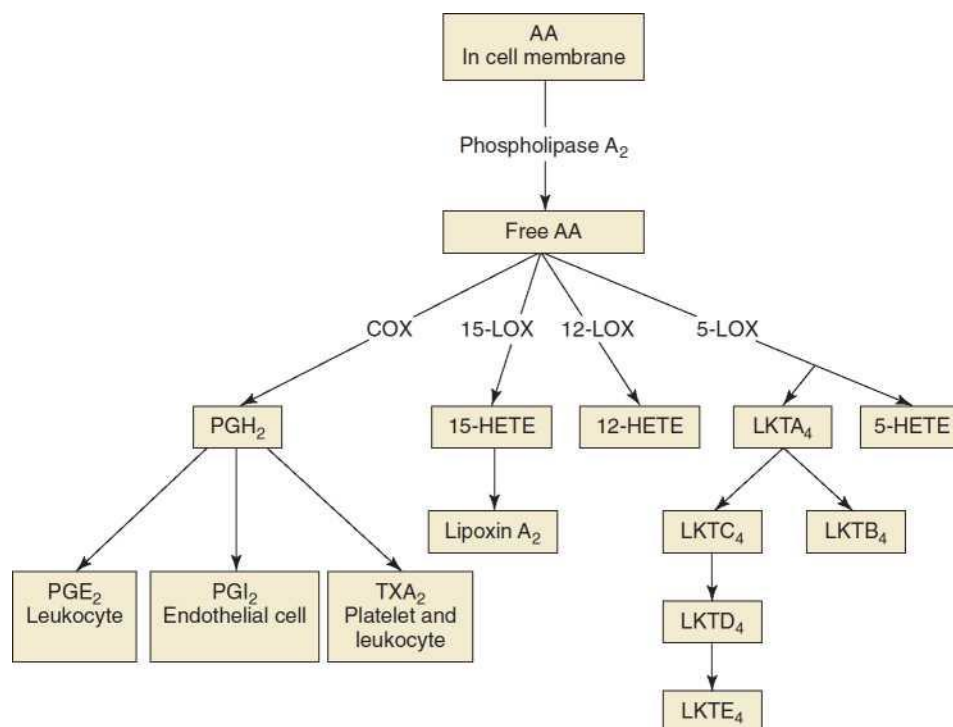 AA
In cell membrane
Phospholipase A₂
Free AA
COX
15-LOX
12-LOX
5-LOX
PGH₂
15-HETE
12-HETE
LKTA₄
5-HETE
Lipoxin A₂
LKTC₄
LKTB₄
PGE₂
Leukocyte
PGI₂
Endothelial cell
TXA₂
Platelet and
leukocyte
LKTD₄
LKTE₄